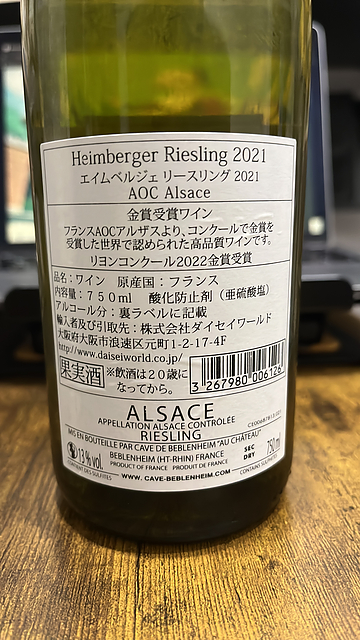 Heimberger Riesling 2021
エイムベルジェ リースリング 2021
AOC Alsace
金賞受賞ワイン
フランスAOCアルザスより、コンクールで金賞を
受賞した世界で認められた高品質ワインです。
リヨンコンクール2022金賞受賞
品名：ワイン 原産国：フランス
内容量：７５０ml 酸化防止剤（亜硫酸塩）
アルコール分：裏ラベルに記載
輸入者及び引取先：株式会社ダイセイワールド
大阪府大阪市浪速区元町1-2-17-4F
http://www.daiseiworld.co.jp/
果実酒
※飲酒は２０歳に
なってから。
3 267980 006126
ALSACE
APPELLATION ALSACE CONTRÔLÉE
RIESLING
MIS EN BOUTEILLE PAR CAVE DE BEBLENHEIM "AU CHÂTEAU"
BEBLENHEIM (HT-RHIN) FRANCE
SEC
DRY
750ml
13% vol.
PRODUCT OF FRANCE PRODUIT DE FRANCE
CONTIENT DES SULFITES
WWW.CAVE-BEBLENHEIM.COM
CONTAINS SULPHITES